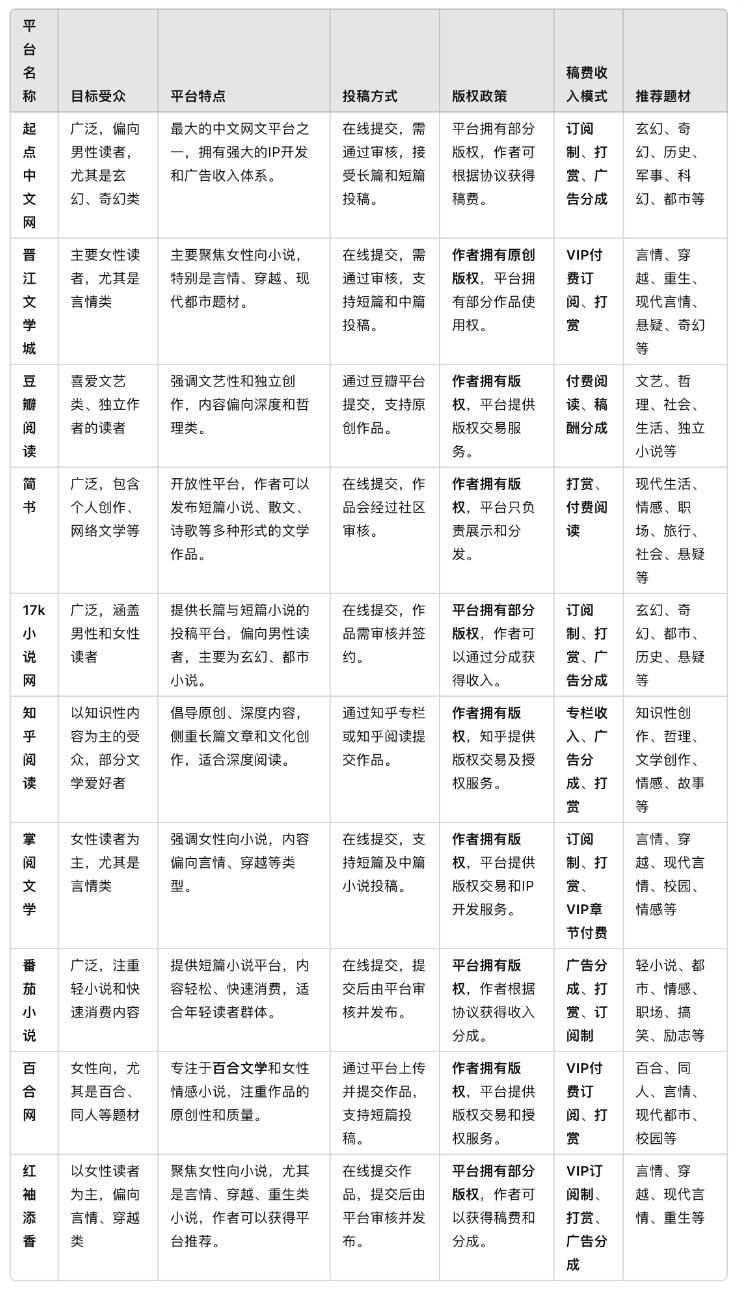 平
台
名
称
目标受众
平台特点
投稿方式
版权政策
稿费收
入模式
推荐题材
起
点
中
文
网
广泛，偏向
男性读者，
尤其是玄
幻、奇幻类
最大的中文网文平台之
一，拥有强大的IP开发
和广告收入体系。
在线提交，需
通过审核，接
受长篇和短篇
投稿。
平台拥有部分
版权，作者可
根据协议获得
稿费。
订阅
制、打
赏、广
告分成
玄幻、奇
幻、历史、
军事、科
幻、都市等
晋
江
文
学
城
主要女性读
者，尤其是
言情类
主要聚焦女性向小说，
特别是言情、穿越、现
代都市题材。
在线提交，需
通过审核，支
持短篇和中篇
投稿。
作者拥有原创
版权，平台拥
有部分作品使
用权。
VIP付
费订
阅、打
赏
言情、穿
越、重生、
现代言情、
悬疑、奇幻
等
豆
瓣
阅
读
喜爱文艺
类、独立作
者的读者
强调文艺性和独立创
作，内容偏向深度和哲
理类。
通过豆瓣平台
提交，支持原
创作品。
作者拥有版
权，平台提供
版权交易服
务。
付费阅
读、稿
酬分成
文艺、哲
理、社会、
生活、独立
小说等
简
书
广泛，包含
个人创作、
网络文学等
开放性平台，作者可以
发布短篇小说、散文、
诗歌等多种形式的文学
作品。
在线提交，作
品会经过社区
审核。
作者拥有版
权，平台只负
责展示和分
发。
打赏、
付费阅
读
现代生活、
情感、职
场、旅行、
社会、悬疑
等
17k
小
说
网
广泛，涵盖
男性和女性
读者
提供长篇与短篇小说的
投稿平台，偏向男性读
者，主要为玄幻、都市
小说。
在线提交，作
品需审核并签
约。
平台拥有部分
版权，作者可
以通过分成获
得收入。
订阅
制、打
赏、广
告分成
玄幻、奇
幻、都市、
历史、悬疑
等
知
乎
阅
读
以知识性内
容为主的受
众，部分文
学爱好者
倡导原创、深度内容，
侧重长篇文章和文化创
作，适合深度阅读。
通过知乎专栏
或知乎阅读提
交作品。
作者拥有版
权，知乎提供
版权交易及授
权服务。
专栏收
入、广
告分
成、打
赏
知识性创
作、哲理、
文学创作、
情感、故事
等
掌
阅
文
学
女性读者为
主，尤其是
言情类
强调女性向小说，内容
偏向言情、穿越等类
型。
在线提交，支
持短篇及中篇
小说投稿。
作者拥有版
权，平台提供
版权交易和IP
开发服务。
订阅
制、打
赏、
VIP章
节付费
言情、穿
越、现代言
情、校园、
情感等
番
茄
小
说
广泛，注重
轻小说和快
速消费内容
提供短篇小说平台，内
容轻松、快速消费，适
合年轻读者群体。
在线提交，提
交后由平台审
核并发布。
平台拥有版
权，作者根据
协议获得收入
分成。
广告分
成、打
赏、订
阅制
轻小说、都
市、情感、
职场、搞
笑、励志等
百
合
网
女性向，尤
其是百合、
同人等题材
专注于百合文学和女性
情感小说，注重作品的
原创性和质量。
通过平台上传
并提交作品，
支持短篇投
稿。
作者拥有版
权，平台提供
版权交易和授
权服务。
VIP付
费订
阅、打
赏
百合、同
人、言情、
现代都市、
校园等
红
袖
添
香
以女性读者
为主，偏向
言情、穿越
类
聚焦女性向小说，尤其
是言情、穿越、重生类
小说，作者可以获得平
台推荐。
在线提交作
品，提交后由
平台审核并发
布。
平台拥有部分
版权，作者可
以获得稿费和
分成。
VIP订
阅制、
打赏、
广告分
成
言情、穿
越、现代言
情、重生等